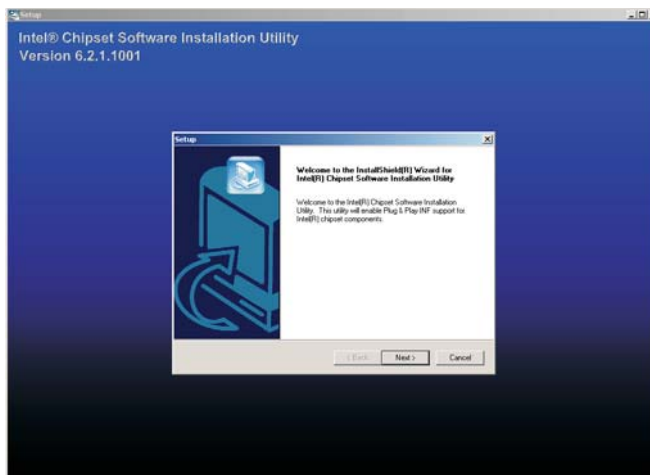 Setup
Intel® Chipset Software Installation Utility
Version 6.2.1.1001
Setup
Welcome to the InstallShield(R) Wizard for
Intel(R) Chipset Software Installation Utility
Welcome to the Intel(R) Chipset Software Installation
Utility. This utility will enable Plug & Play INF support for
Intel(R) chipset components.
< Back
Next >
Cancel